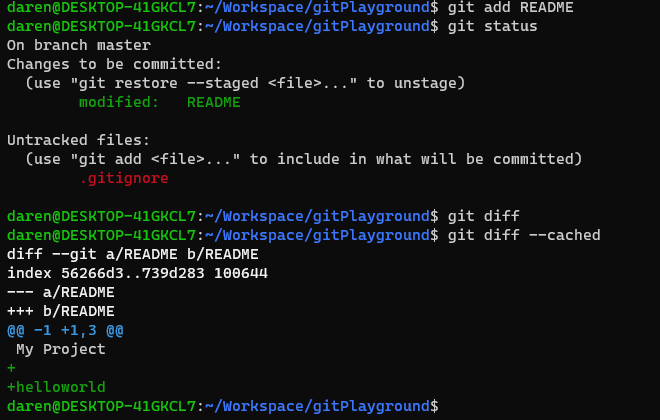 daren@DESKTOP-41GKCL7:~/Workspace/gitPlayground$ git add README
daren@DESKTOP-41GKCL7:~/Workspace/gitPlayground$ git status
On branch master
Changes to be committed:
  (use "git restore --staged <file>..." to unstage)
        modified:   README

Untracked files:
  (use "git add <file>..." to include in what will be committed)
        .gitignore

daren@DESKTOP-41GKCL7:~/Workspace/gitPlayground$ git diff
daren@DESKTOP-41GKCL7:~/Workspace/gitPlayground$ git diff --cached
diff --git a/README b/README
index 56266d3..739d283 100644
--- a/README
+++ b/README
@@ -1 +1,3 @@
 My Project
+
+helloworld
daren@DESKTOP-41GKCL7:~/Workspace/gitPlayground$